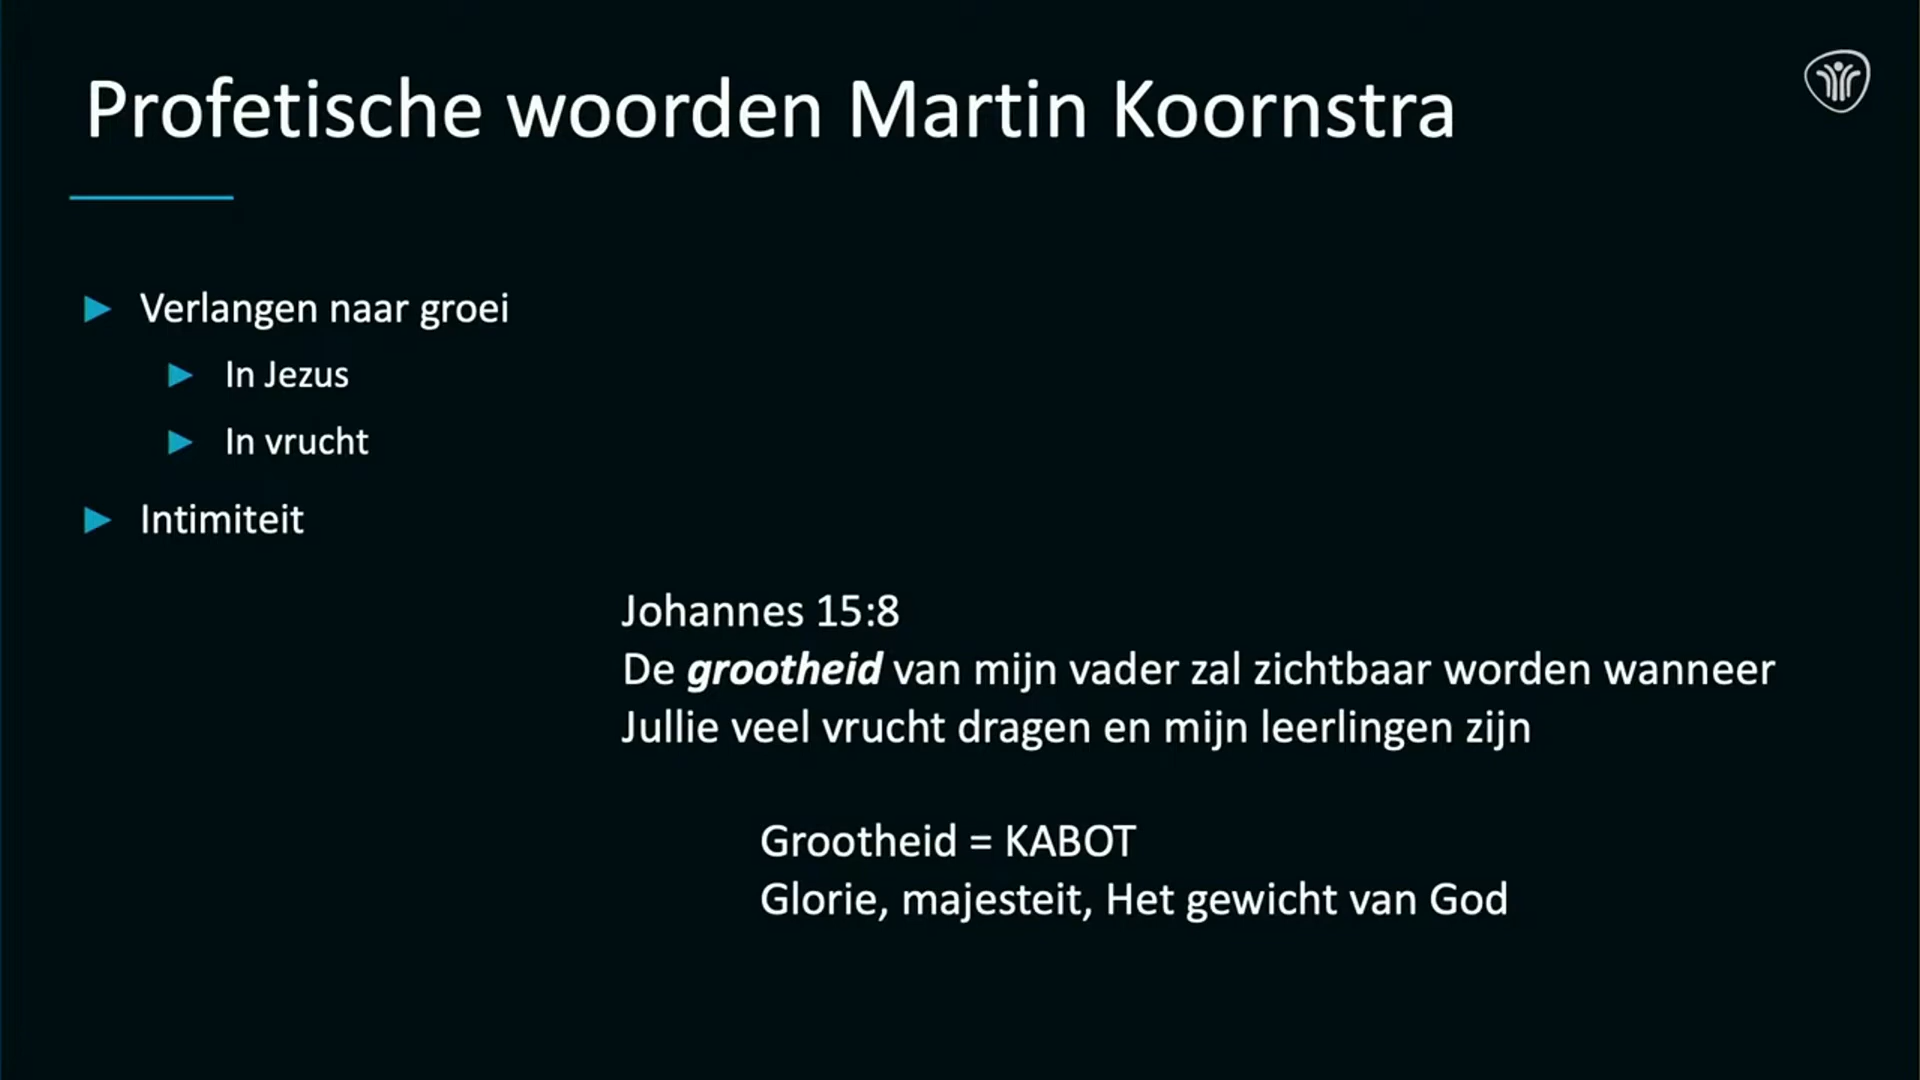 Profetische woorden Martin Koornstra
Verlangen naar groei
In Jezus
In vrucht
Intimiteit
Johannes 15:8
De grootheid van mijn vader zal zichtbaar worden wanneer
Jullie veel vrucht dragen en mijn leerlingen zijn
Grootheid = KABOT
Glorie, majesteit, Het gewicht van God